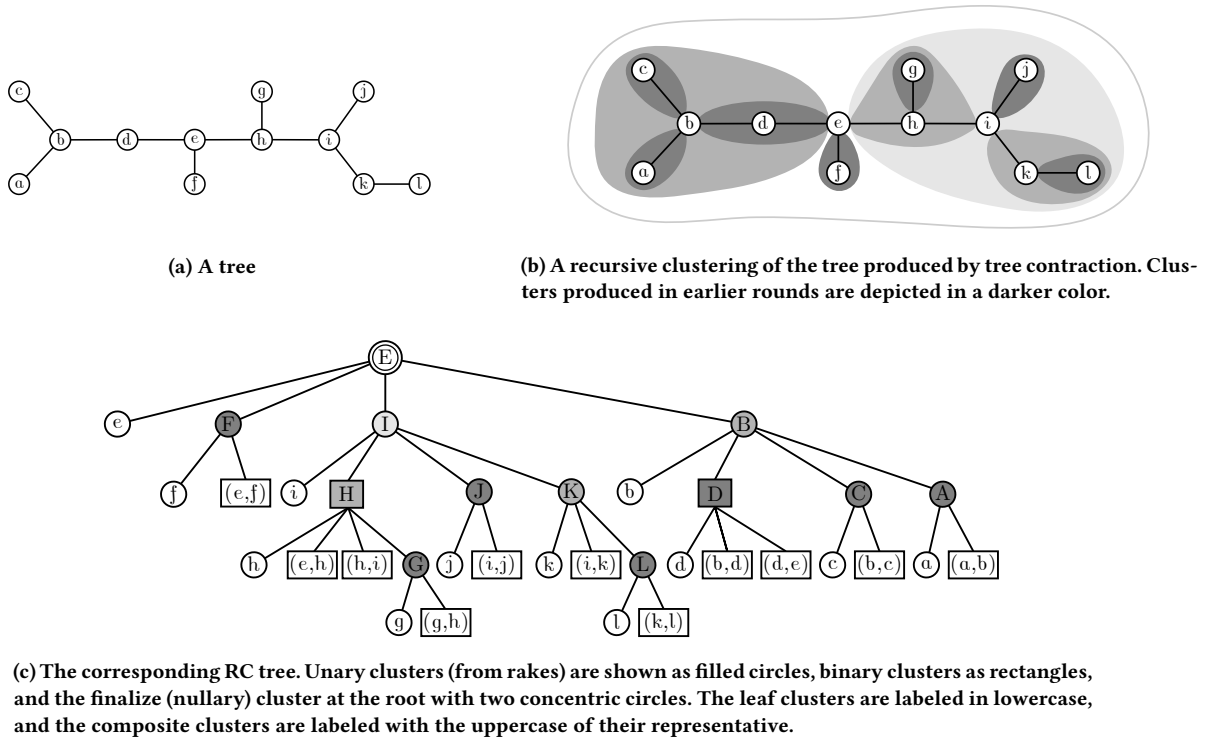 c
g
j
b
d
e
h
i
a
f
k
l
c
g
j
b
d
e
h
i
a
f
k
l
(a) A tree
(b) A recursive clustering of the tree produced by tree contraction. Clus-
ters produced in earlier rounds are depicted in a darker color.
E
e
F
I
B
f
(e,f)
i
H
J
K
b
D
C
A
h
(e,h)
(h,i)
G
j
(i,j)
k
(i,k)
L
d
(b,d)
(d,e)
c
(b,c)
a
(a,b)
g
(g,h)
l
(k,l)
(c) The corresponding RC tree. Unary clusters (from rakes) are shown as filled circles, binary clusters as rectangles,
and the finalize (nullary) cluster at the root with two concentric circles. The leaf clusters are labeled in lowercase,
and the composite clusters are labeled with the uppercase of their representative.